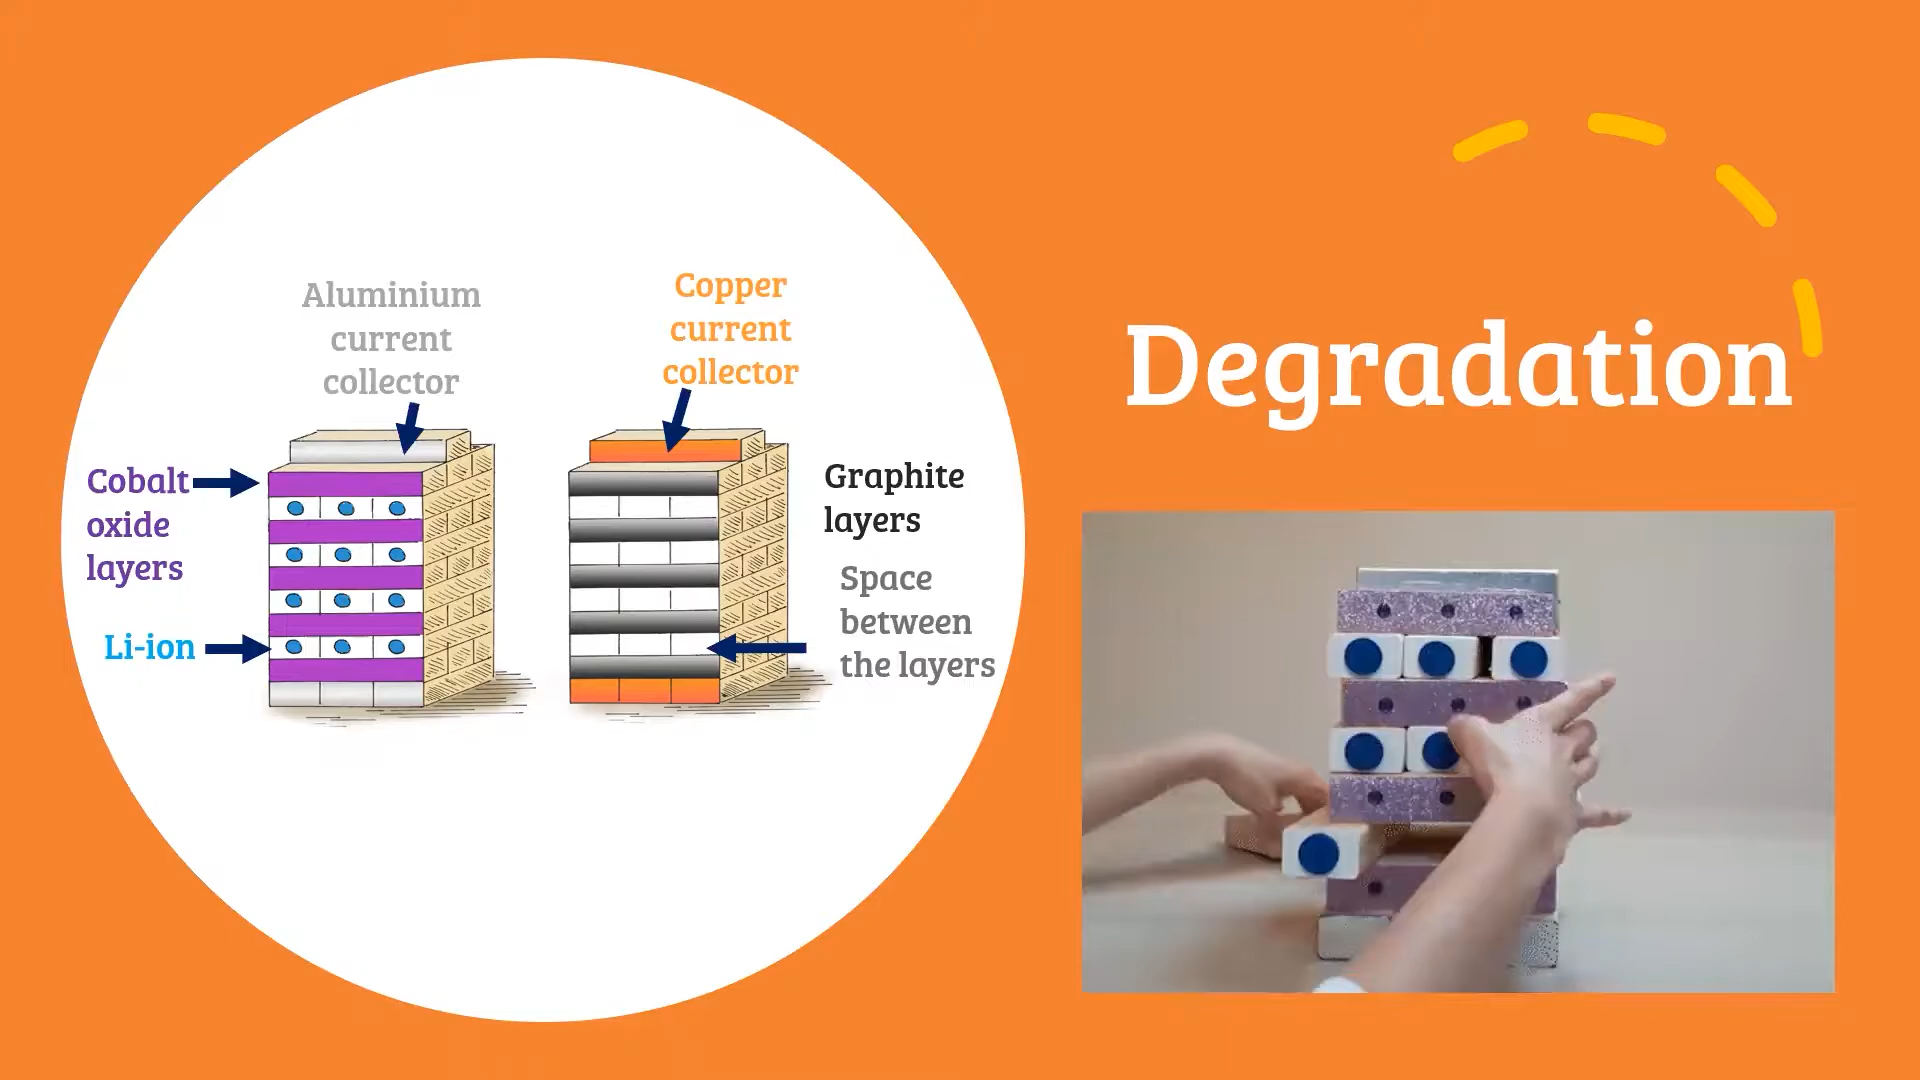 Aluminium
current
collector
Copper
current
collector
Cobalt
oxide
layers
Li-ion
Graphite
layers
Space
between
the layers
Degradation